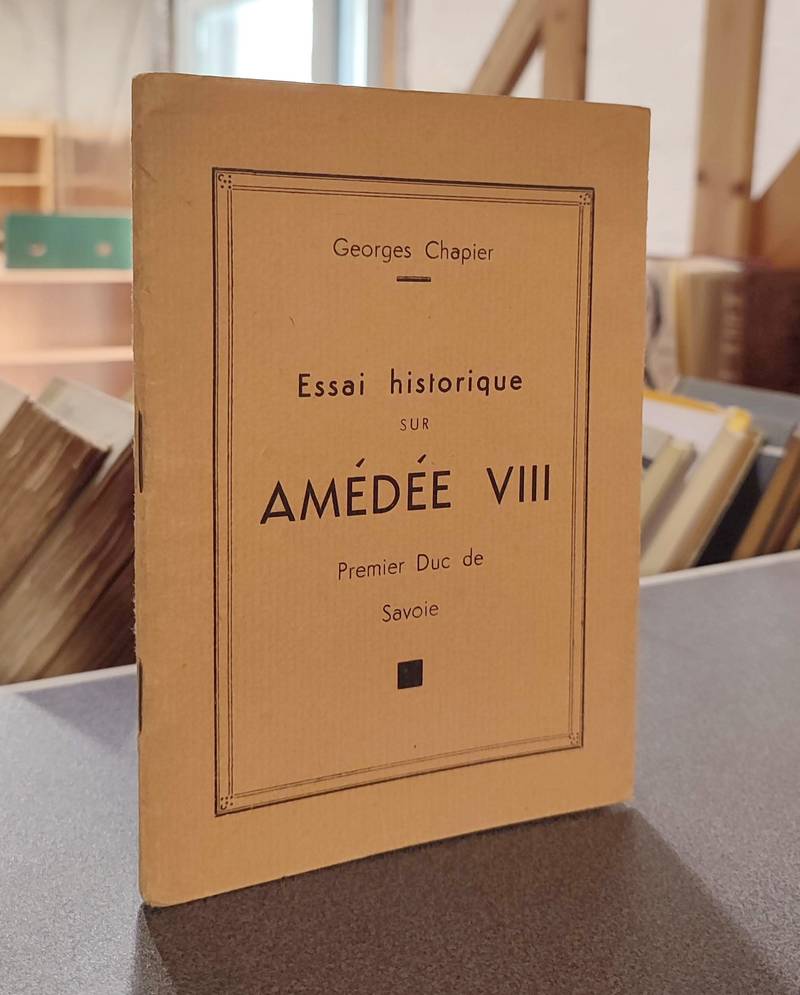 Georges Chapier
Essai historique
SUR
AMÉDÉE VIII
Premier Duc de
Savoie